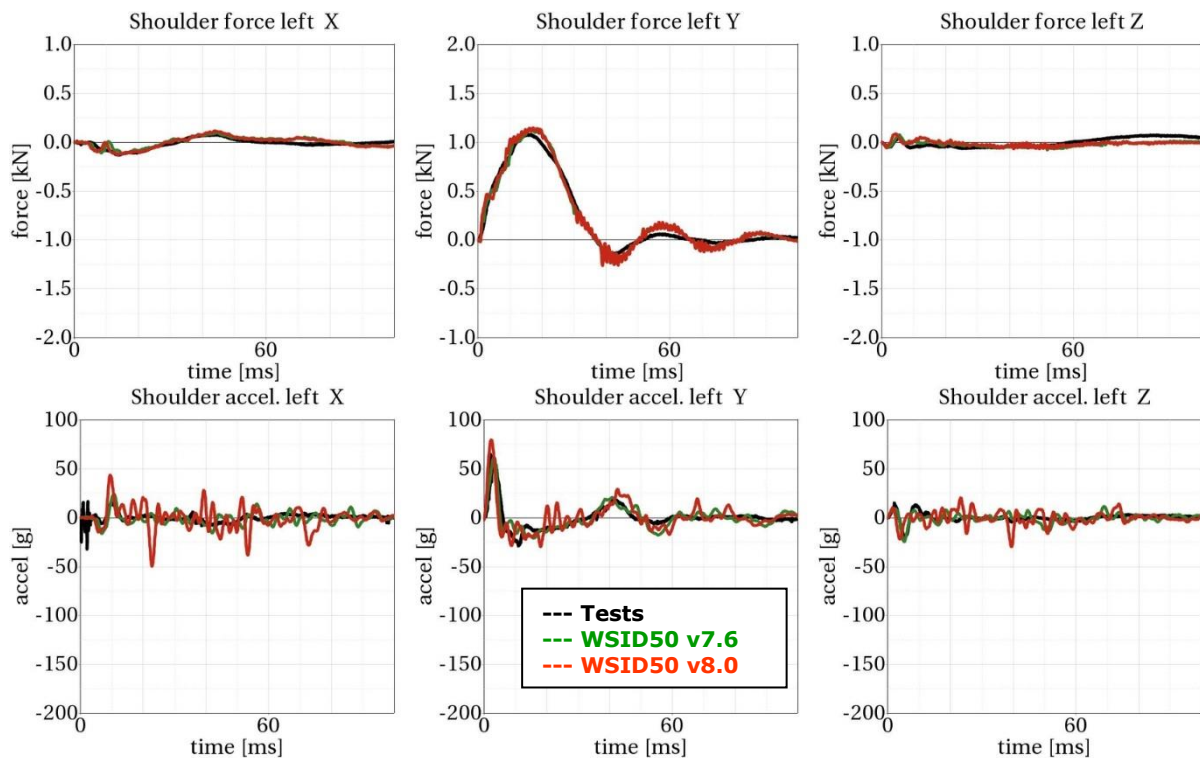 Shoulder force left X
Shoulder force left Y
Shoulder force left Z
1.0
0.5
0.0
-0.5
-1.0
-1.5
-2.0
force [kN]
0
60
time [ms]
2.0
1.5
1.0
0.5
0.0
-0.5
-1.0
force [kN]
0
60
time [ms]
1.0
0.5
0.0
-0.5
-1.0
-1.5
-2.0
force [kN]
0
60
time [ms]
Shoulder accel. left X
Shoulder accel. left Y
Shoulder accel. left Z
100
50
0
-50
-100
-150
-200
accel [g]
0
60
time [ms]
100
50
0
-50
-100
-150
-200
accel [g]
0
60
time [ms]
--- Tests
--- WSID50 v7.6
--- WSID50 v8.0
100
50
0
-50
-100
-150
-200
accel [g]
0
60
time [ms]